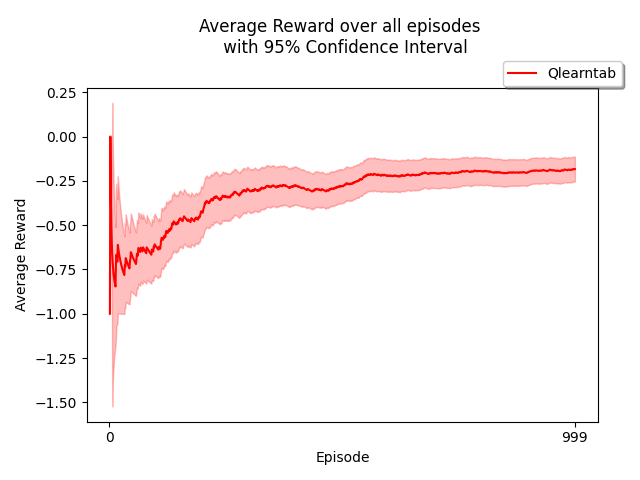 Average Reward over all episodes
with 95% Confidence Interval
Qlearntab
0.25
0.00
−0.25
−0.50
−0.75
−1.00
−1.25
−1.50
Average Reward
0 999
Episode